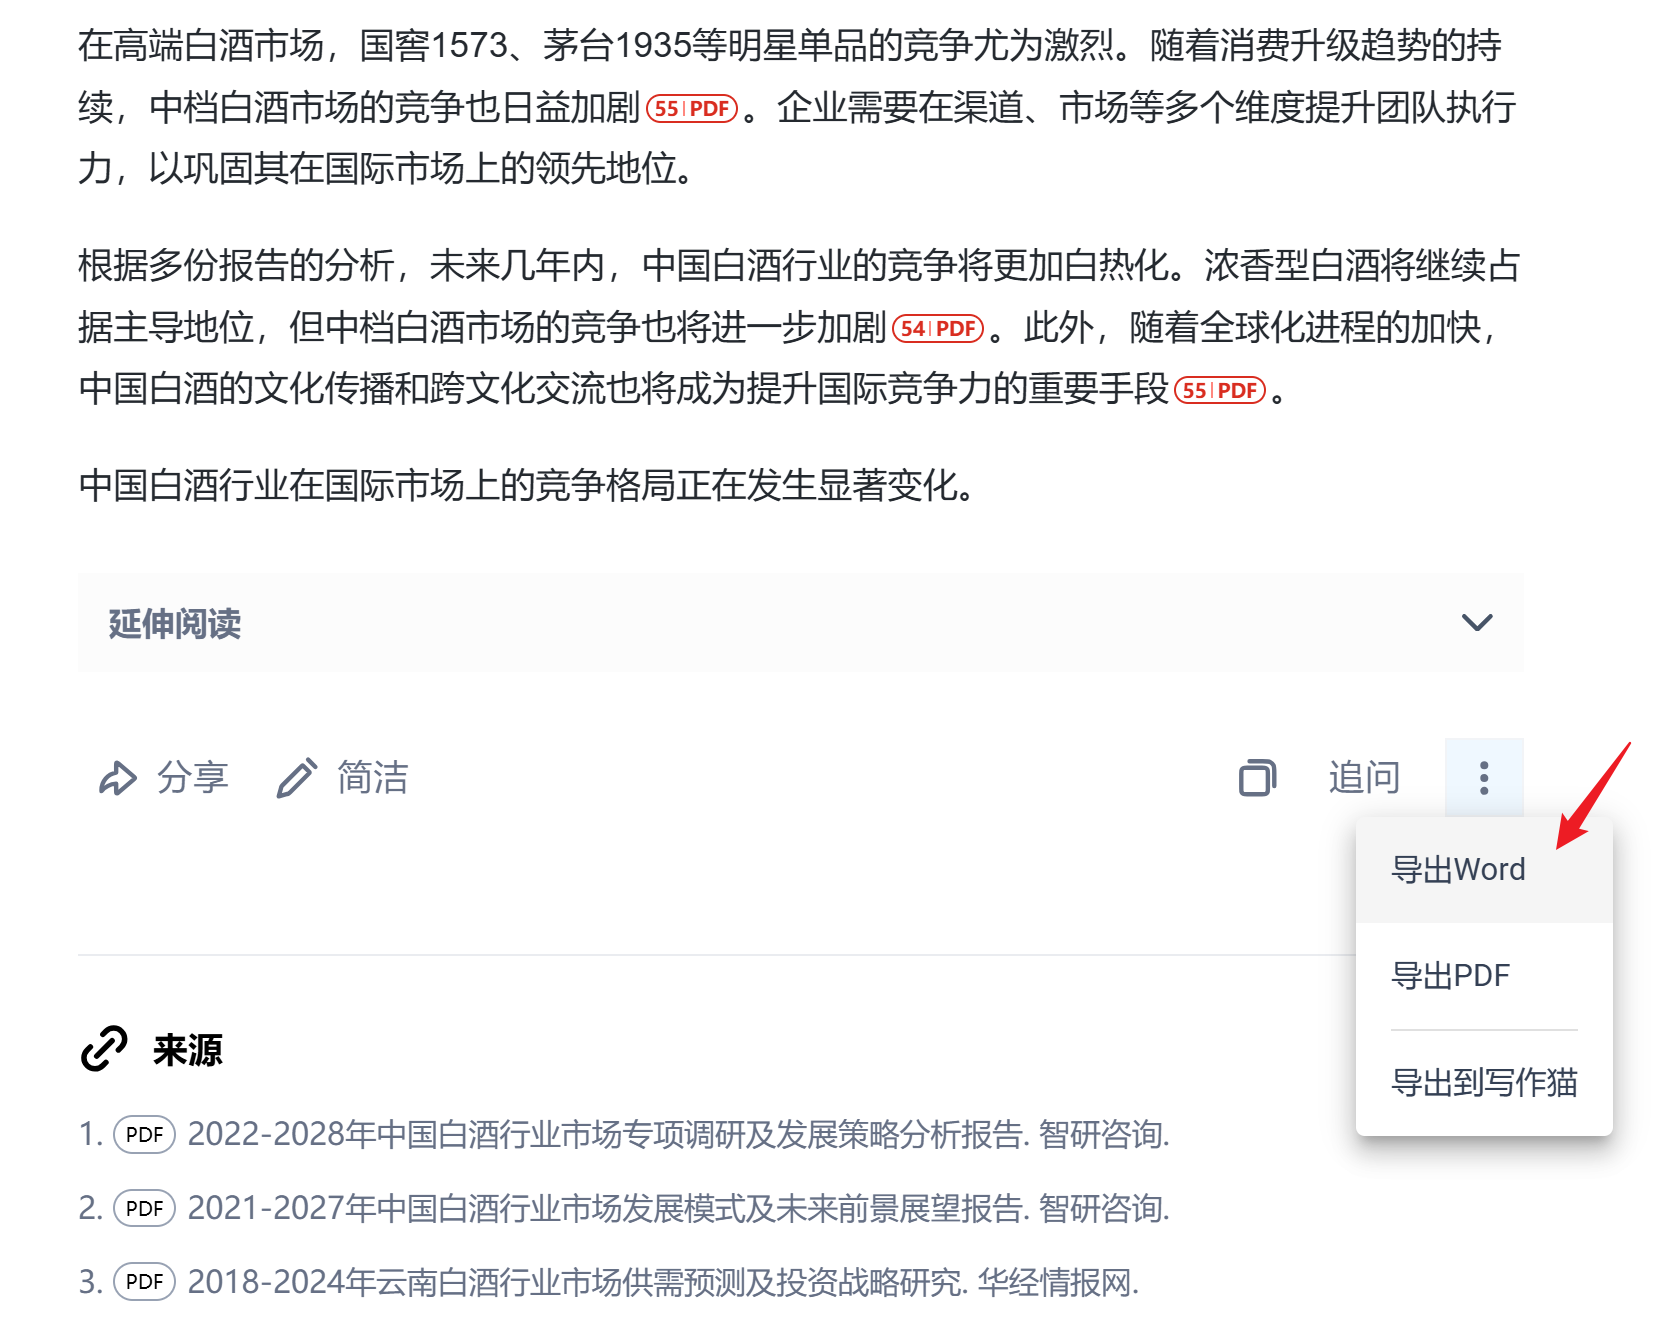 在高端白酒市场，国窖1573、茅台1935等明星单品的竞争尤为激烈。随着消费升级趋势的持
续，中档白酒市场的竞争也日益加剧 55 | PDF 。企业需要在渠道、市场等多个维度提升团队执行
力，以巩固其在国际市场上的领先地位。
根据多份报告的分析，未来几年内，中国白酒行业的竞争将更加白热化。浓香型白酒将继续占
据主导地位，但中档白酒市场的竞争也将进一步加剧 54 | PDF 。此外，随着全球化进程的加快，
中国白酒的文化传播和跨文化交流也将成为提升国际竞争力的重要手段 55 | PDF 。
中国白酒行业在国际市场上的竞争格局正在发生显著变化。
延伸阅读
分享 简洁 追问
导出Word
导出PDF
导出到写作猫
来源
1. PDF 2022-2028年中国白酒行业市场专项调研及发展策略分析报告. 智研咨询.
2. PDF 2021-2027年中国白酒行业市场发展模式及未来前景展望报告. 智研咨询.
3. PDF 2018-2024年云南白酒行业市场供需预测及投资战略研究. 华经情报网.